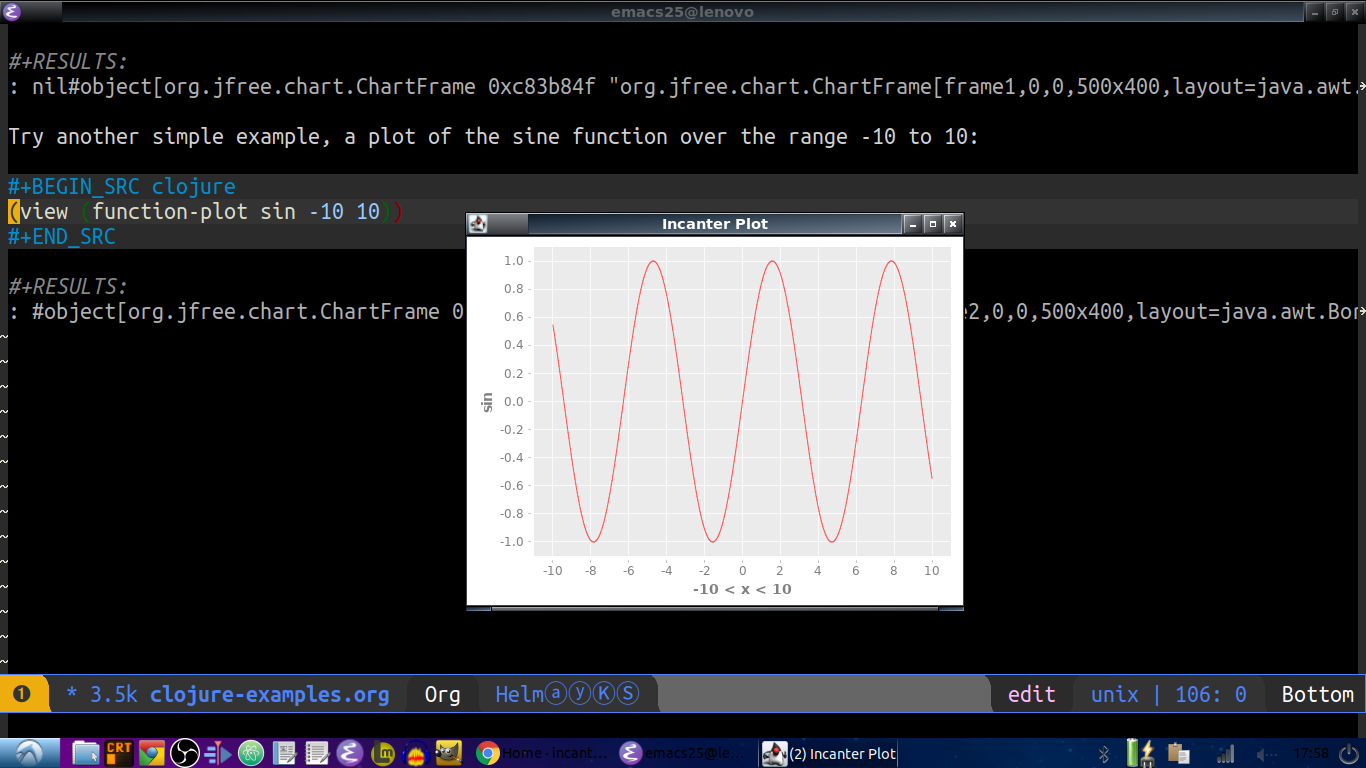 emacs25@lenovo
#+RESULTS:
: nil#object[org.jfree.chart.ChartFrame 0xc83b84f "org.jfree.chart.ChartFrame[frame1,0,0,500x400,layout=java.awt.
Try another simple example, a plot of the sine function over the range -10 to 10:
#+BEGIN_SRC clojure
(view (function-plot sin -10 10))
#+END_SRC
#+RESULTS:
: #object[org.jfree.chart.ChartFrame 0
2,0,0,500x400,layout=java.awt.Bor
Incanter Plot
1.0
0.8
0.6
0.4
0.2
0.0
-0.2
-0.4
-0.6
-0.8
-1.0
sin
-10 -8 -6 -4 -2 0 2 4 6 8 10
-10 < x < 10
❶ * 3.5k clojure-examples.org Org Helmⓐⓨⓚⓢ edit unix | 106: 0 Bottom
CRT Home - incant... emacs25@le... (2) Incanter Plot 17:58